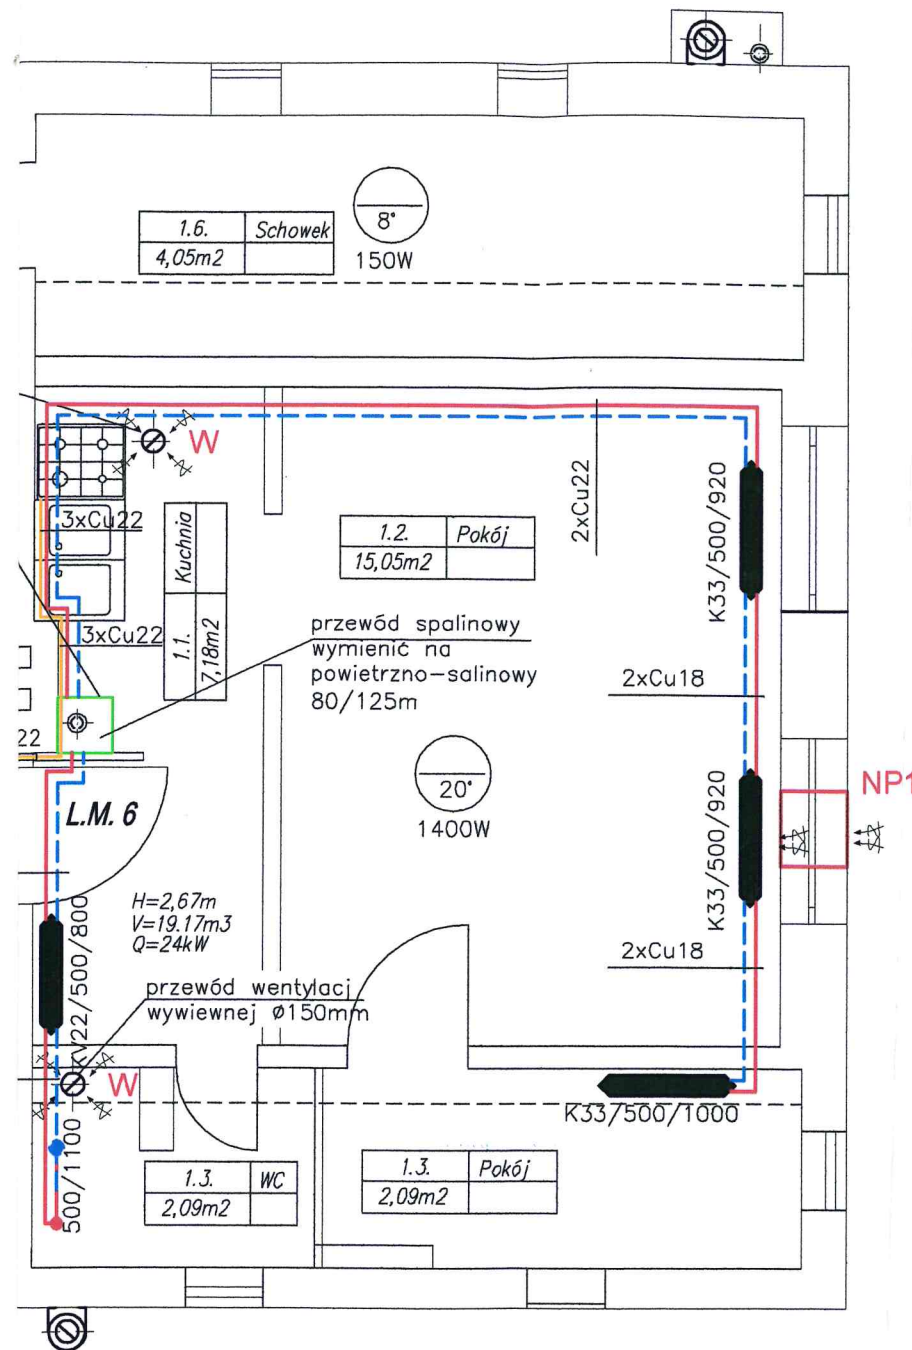 8°
150W
1.6. Schowek
4,05m2
W
3xCu22
3xCu22
1.1. Kuchnia
7,18m2
1.2. Pokój
15,05m2
2xCu22
K33/500/920
przewód spalinowy
wymienić na
powietrzno-salinowy
80/125m
2xCu18
22
20°
1400W
NP1
K33/500/920
L.M. 6
H=2,67m
V=19.17m3
Q=24kW
2xCu18
KV22/500/800
przewód wentylacj
wywiewnej ø150mm
W
K33/500/1000
500/1100
1.3. WC
2,09m2
1.3. Pokój
2,09m2